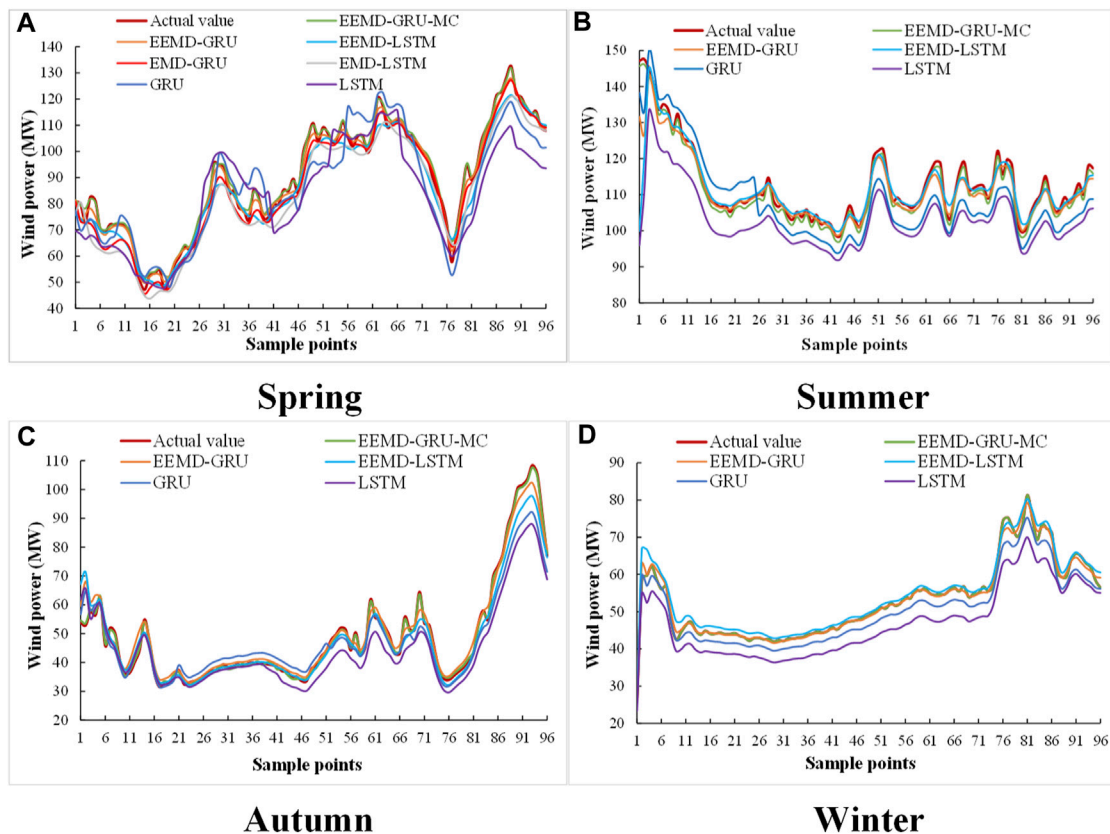 A
Actual value EEMD-GRU-MC
EEMD-GRU EEMD-LSTM
EMD-GRU EMD-LSTM
GRU LSTM
Wind power (MW)
140
130
120
110
100
90
80
70
60
50
40
1 6 11 16 21 26 31 36 41 46 51 56 61 66 71 76 81 86 91 96
Sample points
Spring
B
Actual value EEMD-GRU-MC
EEMD-GRU EEMD-LSTM
GRU LSTM
Wind power (MW)
150
140
130
120
110
100
90
80
1 6 11 16 21 26 31 36 41 46 51 56 61 66 71 76 81 86 91 96
Sample points
Summer
C
Actual value EEMD-GRU-MC
EEMD-GRU EEMD-LSTM
GRU LSTM
Wind power (MW)
110
100
90
80
70
60
50
40
30
20
1 6 11 16 21 26 31 36 41 46 51 56 61 66 71 76 81 86 91 96
Sample points
Autumn
D
Actual value EEMD-GRU-MC
EEMD-GRU EEMD-LSTM
GRU LSTM
Wind power (MW)
90
80
70
60
50
40
30
20
1 6 11 16 21 26 31 36 41 46 51 56 61 66 71 76 81 86 91 96
Sample points
Winter